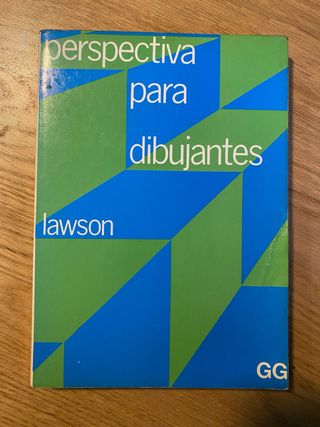 perspectiva
para
dibujantes
lawson
GG